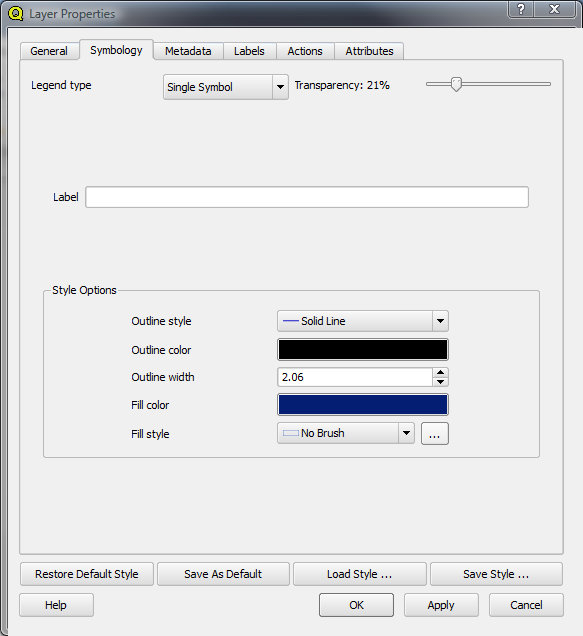 Layer Properties
General Symbology Metadata Labels Actions Attributes
Legend type Single Symbol Transparency: 21%
Label
Style Options
Outline style Solid Line
Outline color
Outline width 2.06
Fill color
Fill style No Brush ...
Restore Default Style Save As Default Load Style ... Save Style ...
Help OK Apply Cancel